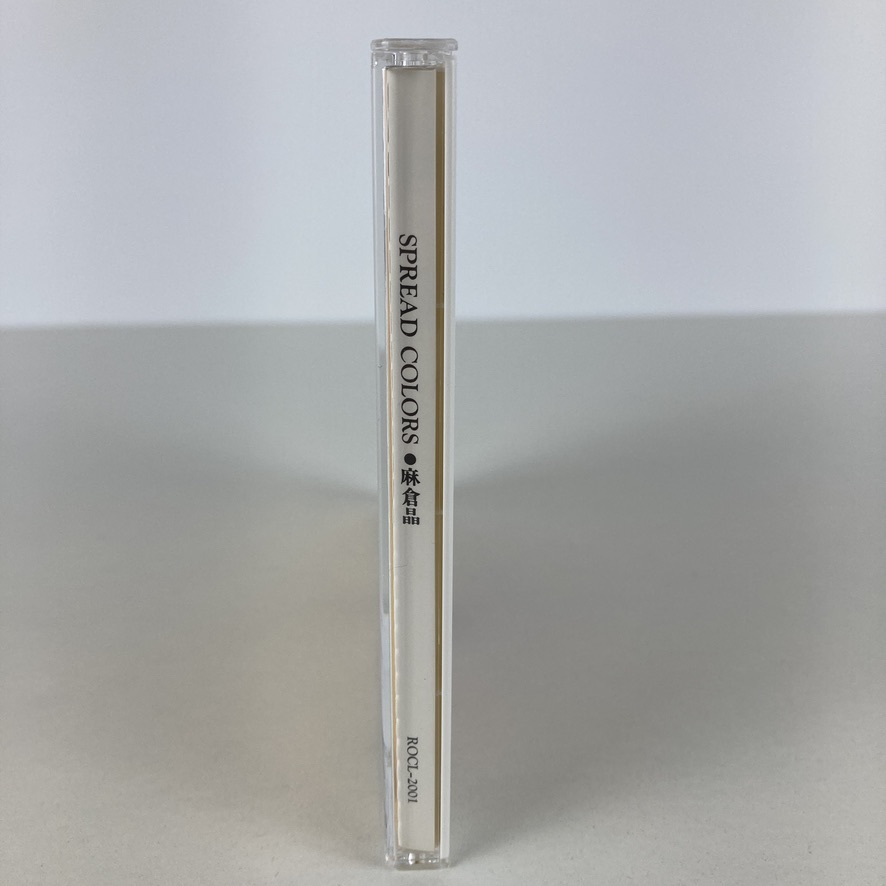 SPREAD COLORS ● 麻倉晶
ROCL-2001